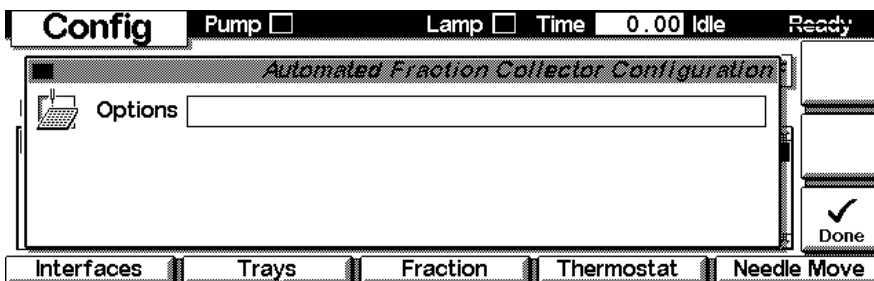 Config Pump Lamp Time 0.00 Idle Ready
Automated Fraction Collector Configuration
Options
Done
Interfaces Trays Fraction Thermostat Needle Move